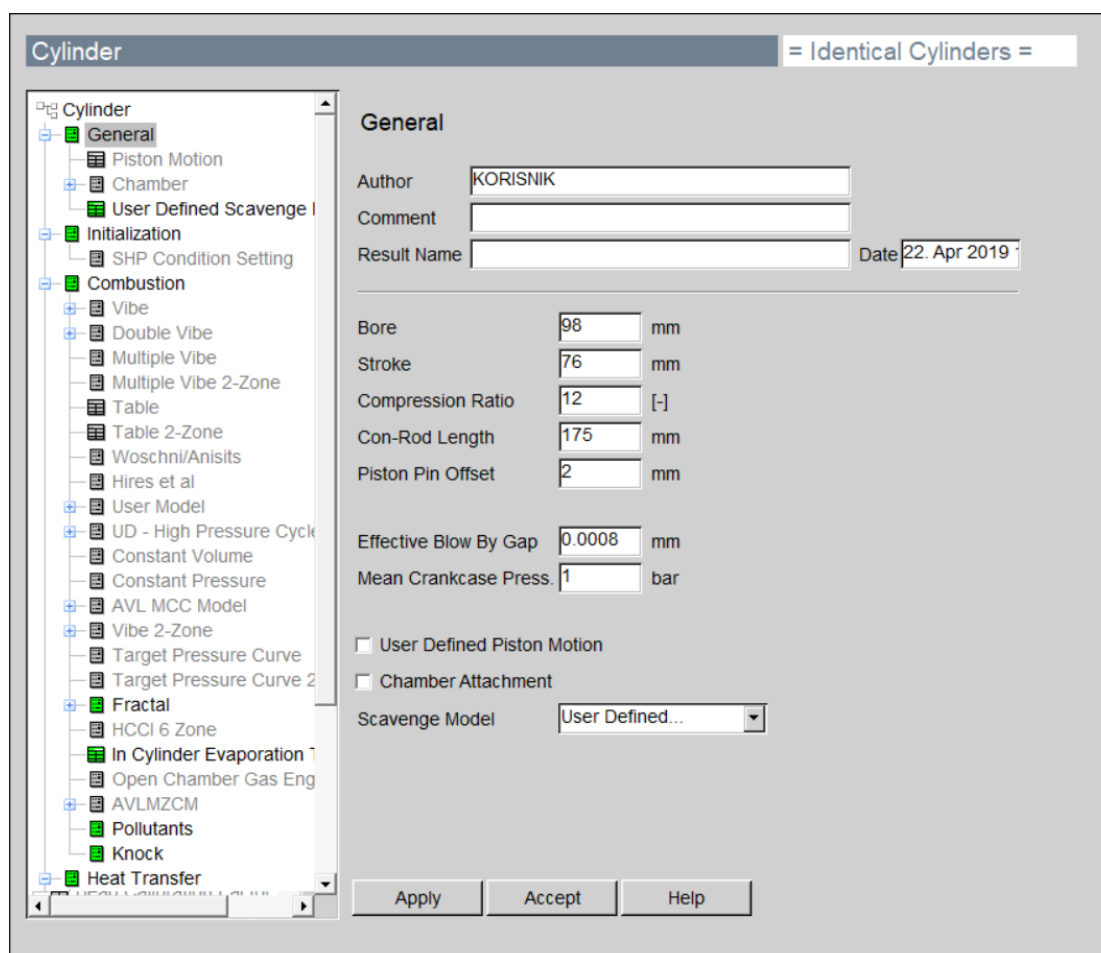 Cylinder
= Identical Cylinders =
Cylinder
General
Piston Motion
Chamber
User Defined Scavenge
Initialization
SHP Condition Setting
Combustion
Vibe
Double Vibe
Multiple Vibe
Multiple Vibe 2-Zone
Table
Table 2-Zone
Woschni/Anisits
Hires et al
User Model
UD - High Pressure Cycle
Constant Volume
Constant Pressure
AVL MCC Model
Vibe 2-Zone
Target Pressure Curve
Target Pressure Curve 2
Fractal
HCCI 6 Zone
In Cylinder Evaporation
Open Chamber Gas Eng
AVLMZCM
Pollutants
Knock
Heat Transfer
General
Author KORISNIK
Comment
Result Name Date 22. Apr 2019
Bore 98 mm
Stroke 76 mm
Compression Ratio 12 [-]
Con-Rod Length 175 mm
Piston Pin Offset 2 mm
Effective Blow By Gap 0.0008 mm
Mean Crankcase Press. 1 bar
User Defined Piston Motion
Chamber Attachment
Scavenge Model User Defined...
Apply Accept Help